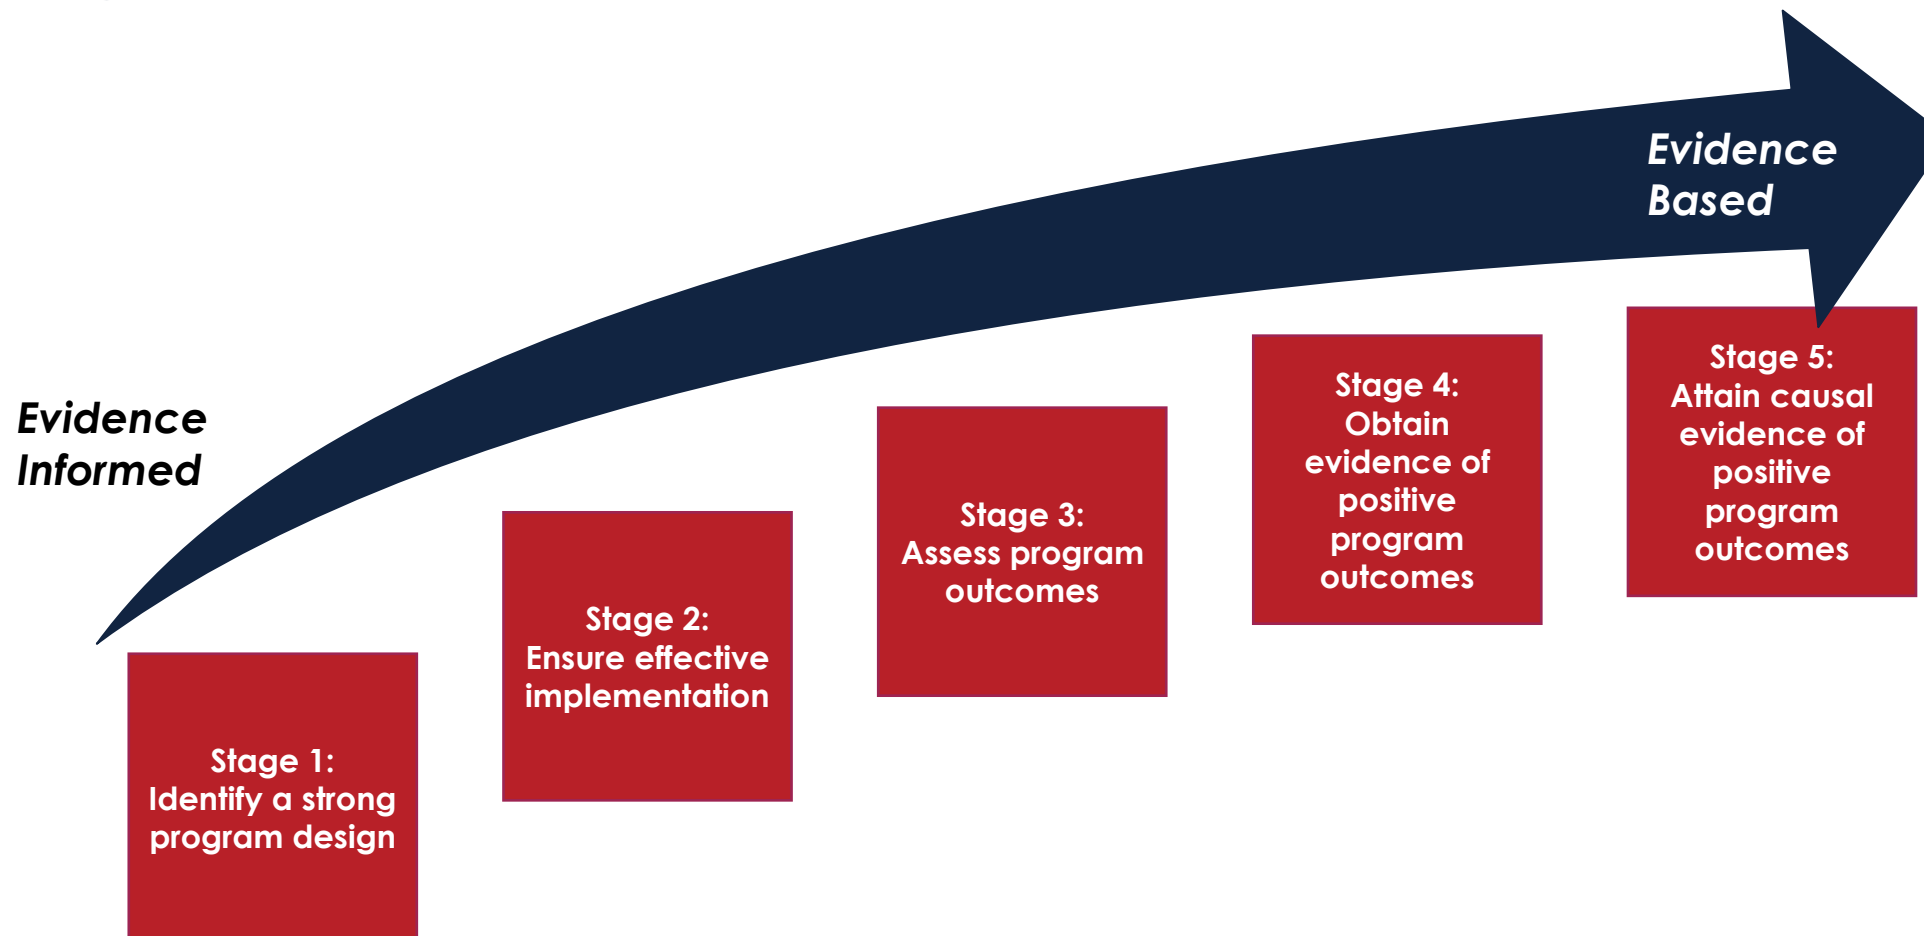 Evidence
Informed
Evidence
Based
Stage 1:
Identify a strong
program design
Stage 2:
Ensure effective
implementation
Stage 3:
Assess program
outcomes
Stage 4:
Obtain
evidence of
positive
program
outcomes
Stage 5:
Attain causal
evidence of
positive
program
outcomes